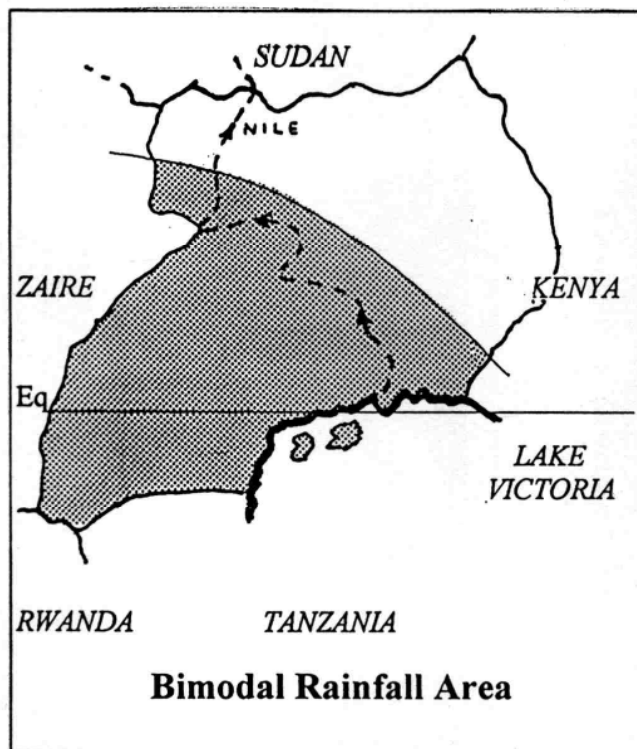 SUDAN
NILE
ZAIRE
KENYA
Eq
LAKE
VICTORIA
RWANDA
TANZANIA
Bimodal Rainfall Area